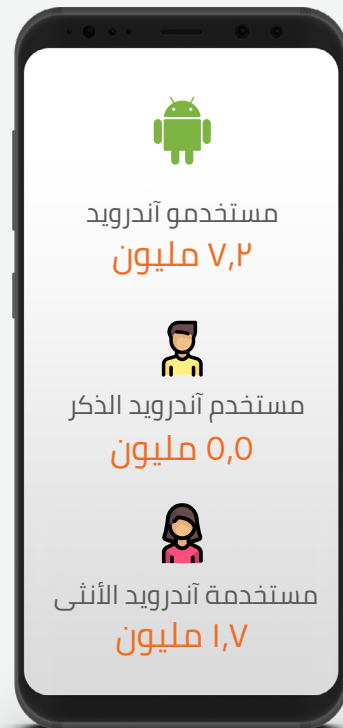 مستخدمو آندرويد
٧,٢ مليون
مستخدم آندرويد الذكر
٥,٥ مليون
مستخدمة آندرويد الأنثى
١,٧ مليون